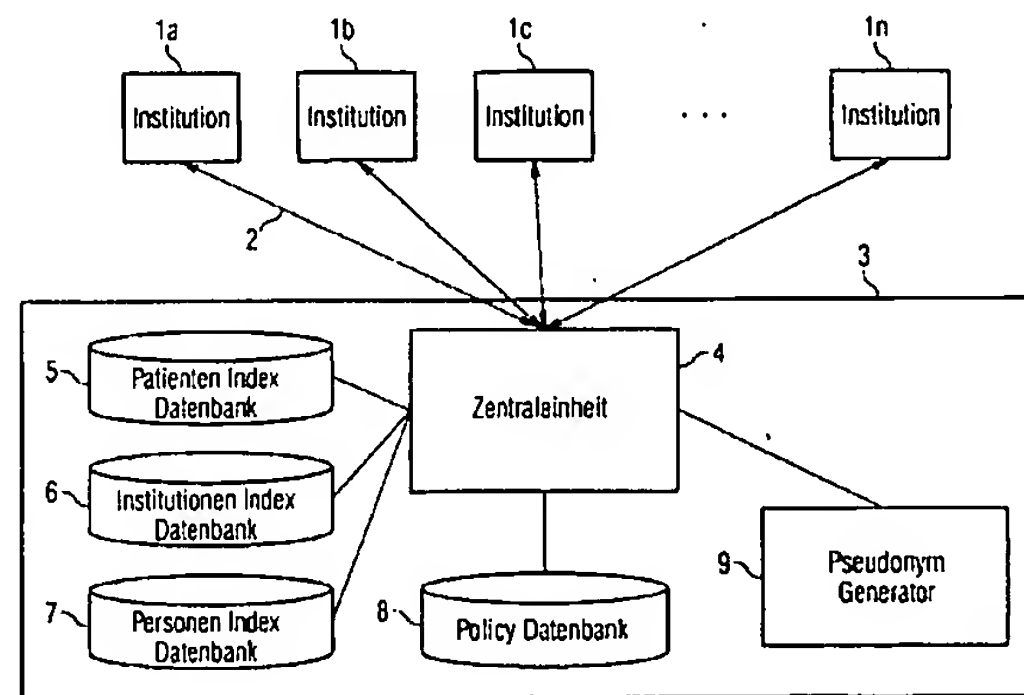 1a
1b
1c
1n
Institution
Institution
Institution
. . .
Institution
2
3
5
Patienten Index
Datenbank
4
Zentraleinheit
6
Institutionen Index
Datenbank
9
Pseudonym
Generator
7
Personen Index
Datenbank
8
Policy Datenbank